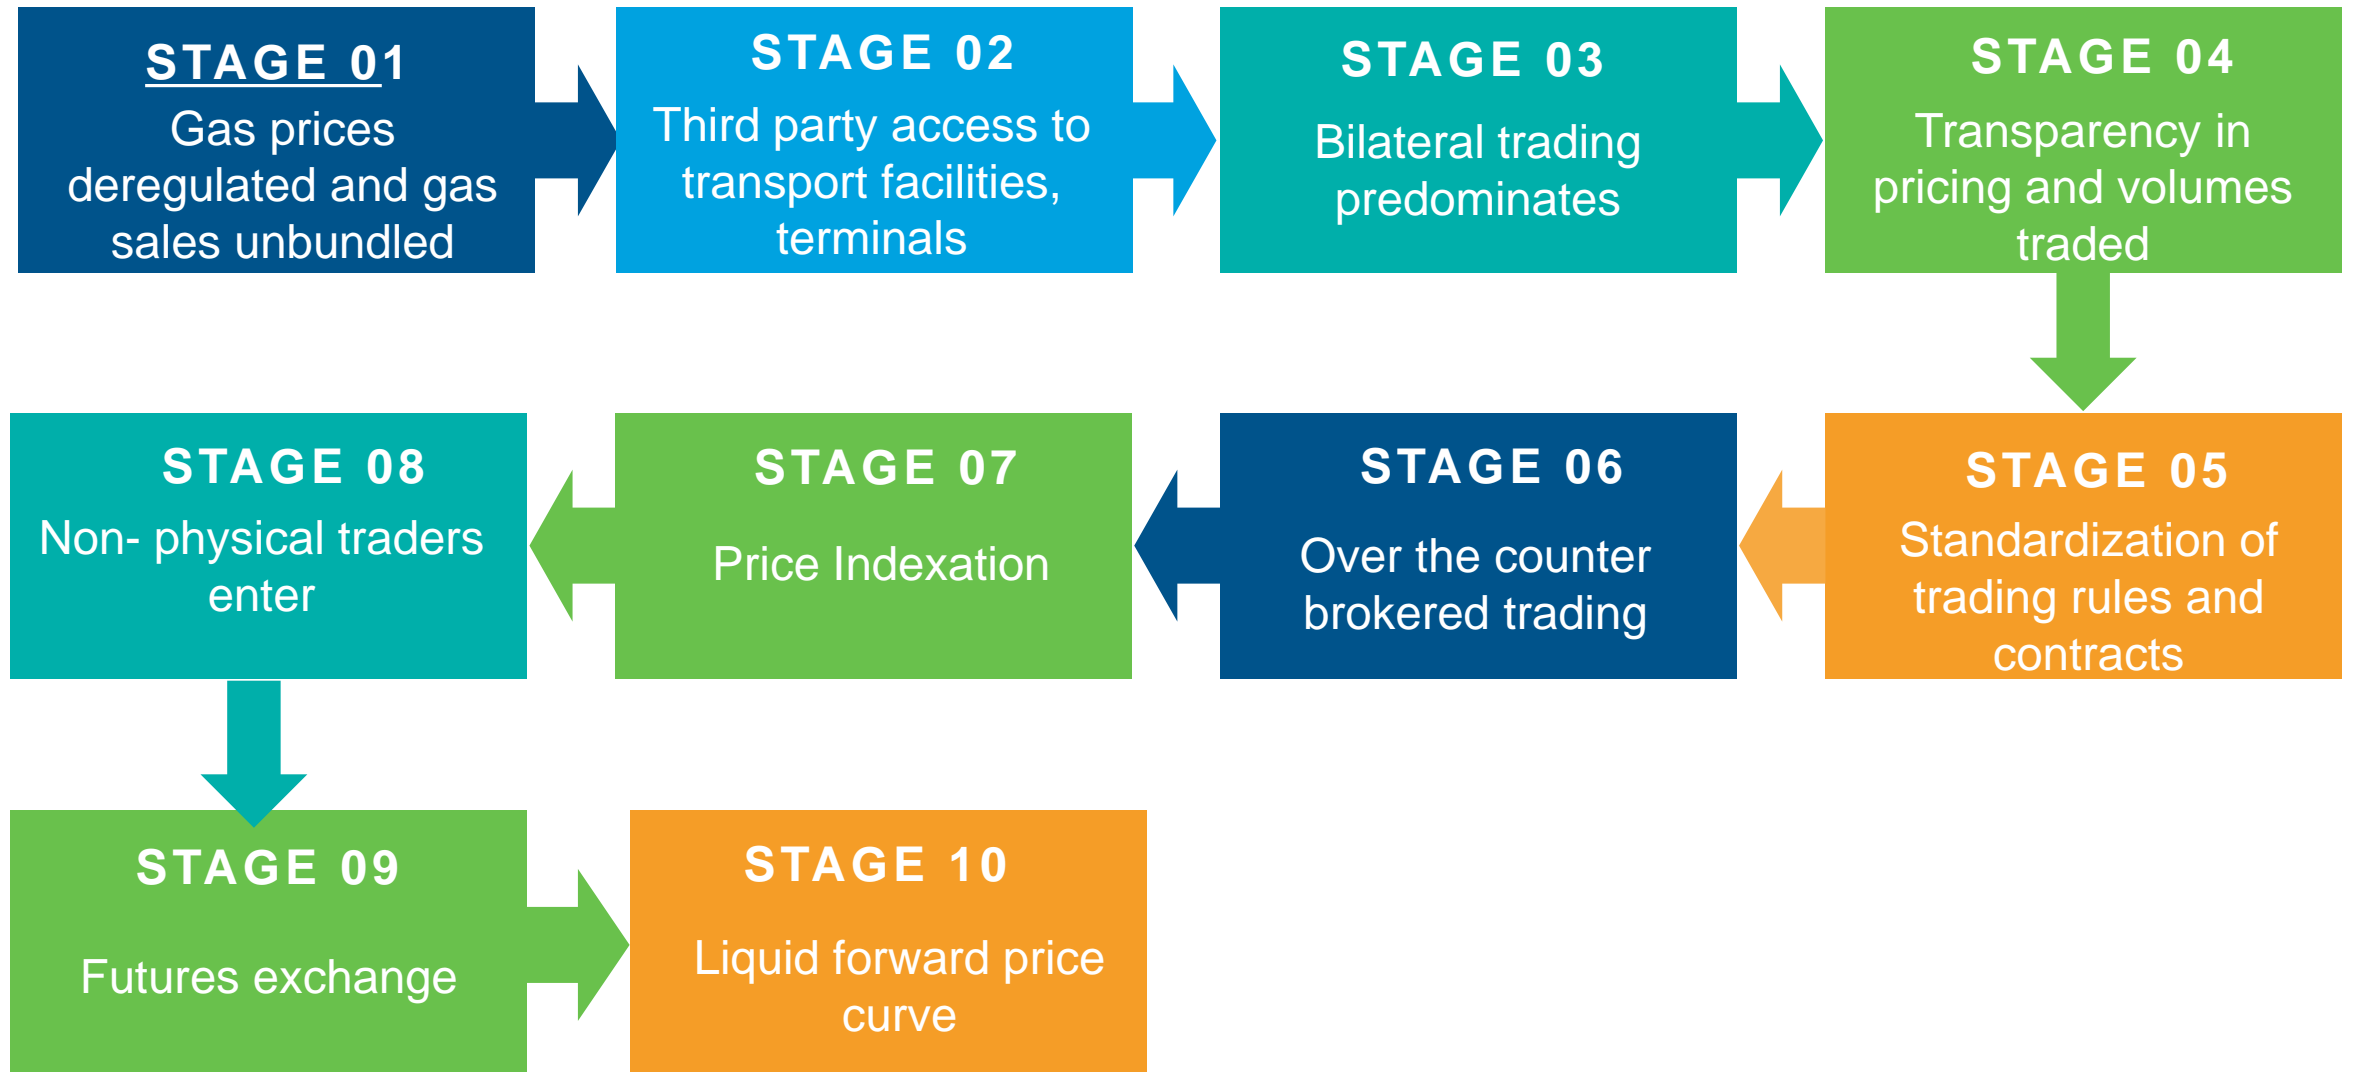 STAGE 01
Gas prices
deregulated and gas
sales unbundled
STAGE 02
Third party access to
transport facilities,
terminals
STAGE 03
Bilateral trading
predominates
STAGE 04
Transparency in
pricing and volumes
traded
STAGE 05
Standardization of
trading rules and
contracts
STAGE 06
Over the counter
brokered trading
STAGE 07
Price Indexation
STAGE 08
Non- physical traders
enter
STAGE 09
Futures exchange
STAGE 10
Liquid forward price
curve